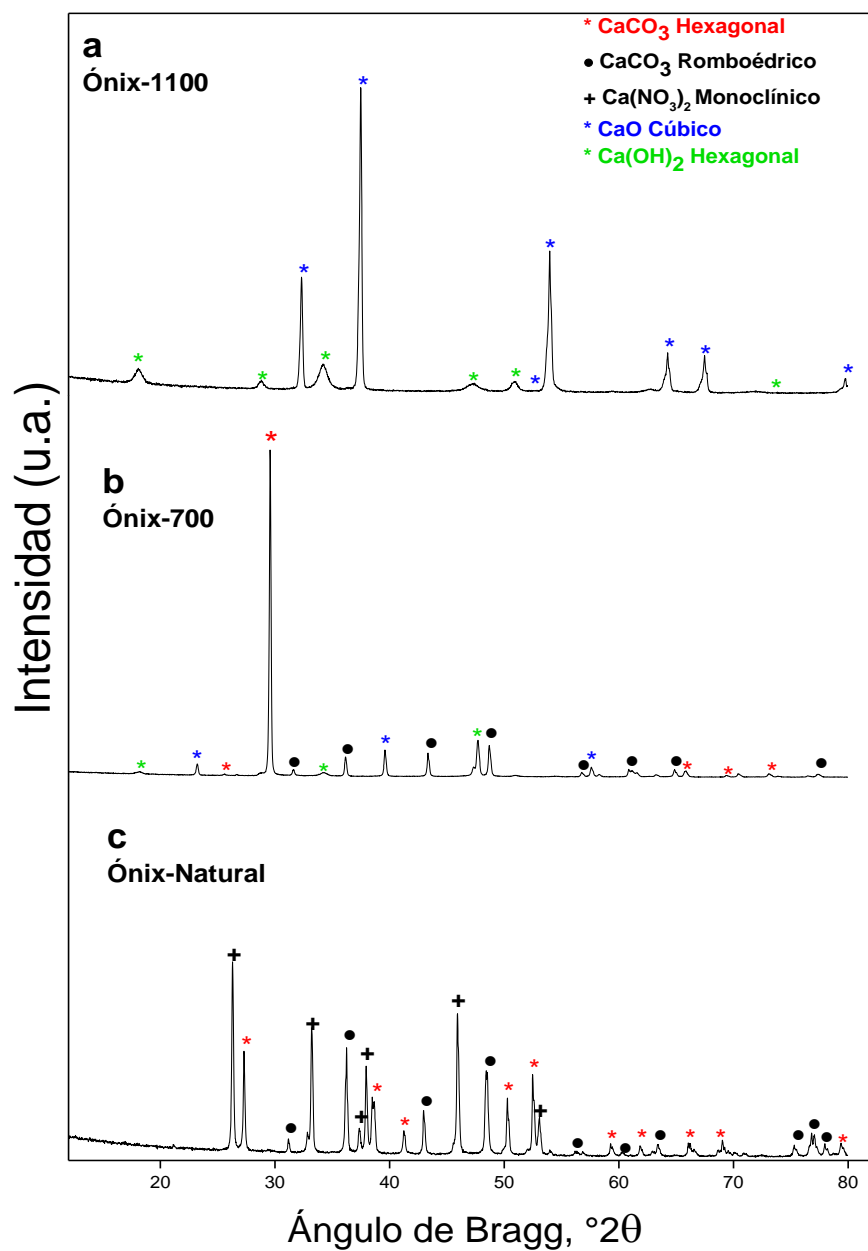 a
Ónix-1100
* CaCO3 Hexagonal
● CaCO3 Romboédrico
+ Ca(NO3)2 Monoclínico
* CaO Cúbico
* Ca(OH)2 Hexagonal
b
Ónix-700
c
Ónix-Natural
Intensidad (u.a.)
20 30 40 50 60 70 80
Ángulo de Bragg, °2θ